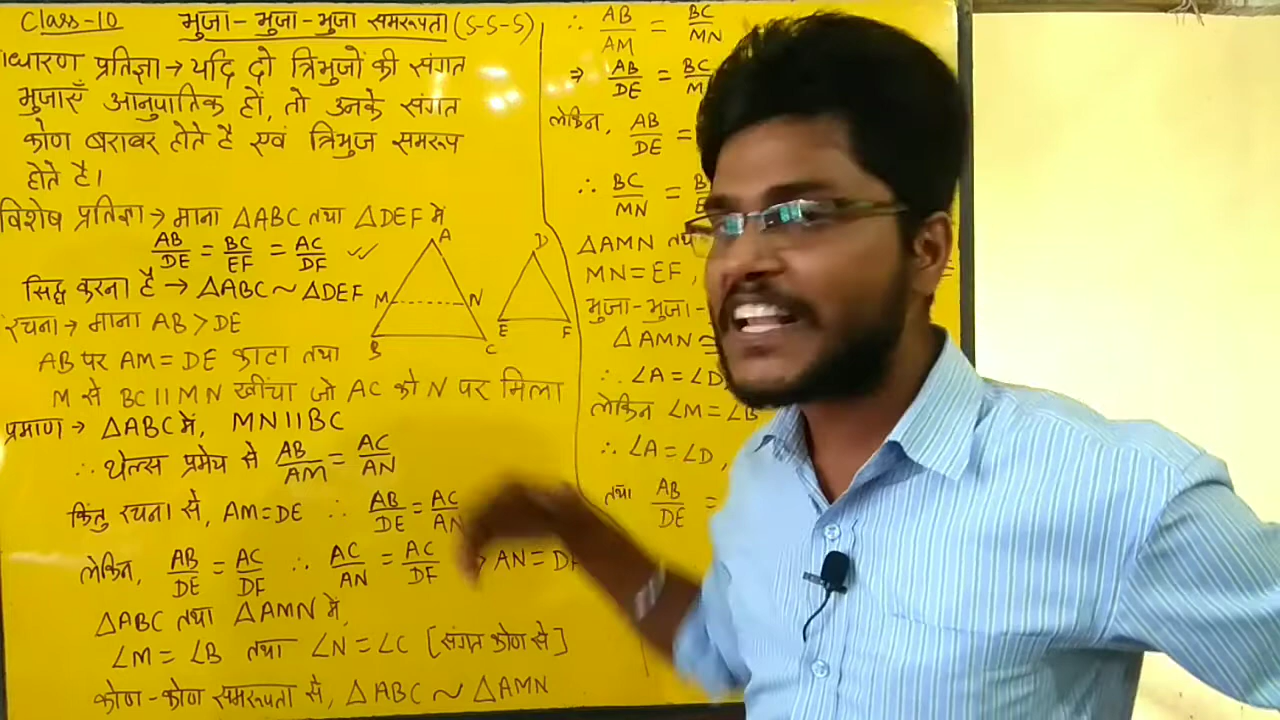 Class-10 भुजा-भुजा-भुजा समरूपता (S-S-S)
प्रतिज्ञा → यदि दो त्रिभुजों की संगत
भुजाएँ आनुपातिक हों, तो उनके संगत
कोण बराबर होते है एवं त्रिभुज समरूप
होते है।
विशेष प्रतिज्ञा → माना △ABC तथा △DEF में
AB/DE = BC/EF = AC/DF ✓
सिद्ध करना है → △ABC ~ △DEF
रचना → माना AB > DE
AB पर AM = DE काटा तथा
M से BC || MN खींचा जो AC को N पर मिला
प्रमाण → △ABC में, MN || BC
∴ थेल्स प्रमेय से AB/AM = AC/AN
किंतु रचना से, AM = DE ∴ AB/DE = AC/AN
लेकिन, AB/DE = AC/DF ∴ AC/AN = AC/DF ⇒ AN =
△ABC तथा △AMN में,
∠M = ∠B तथा ∠N = ∠C [संगत कोण से]
कोण-कोण समरूपता से, △ABC ~ △AMN
A
M N
B C
D
E F
∴ AB/AM = BC/MN
⇒ AB/DE = BC/
लेकिन, AB/DE =
∴ BC/MN =
△AMN
MN = EF,
भुजा-भुजा-
△AMN ≅
∴ ∠A = ∠D
लेकिन ∠M = ∠B
∴ ∠A = ∠D,
तथा AB/DE =